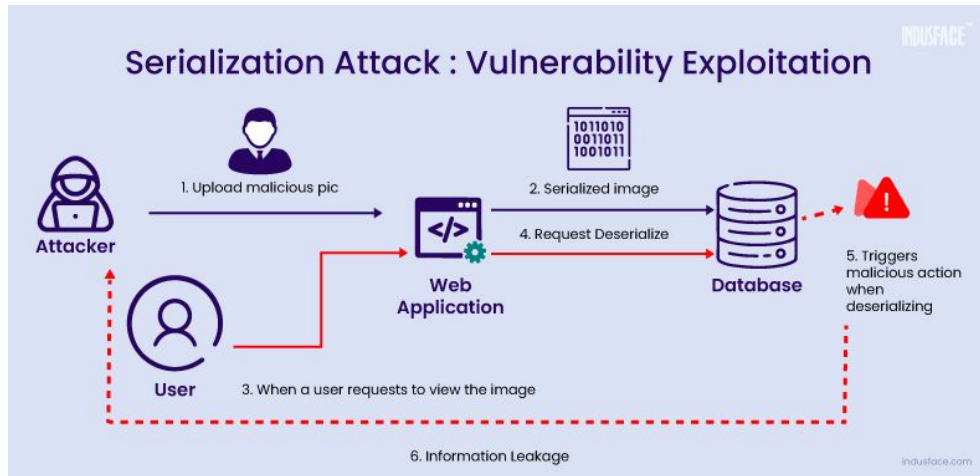 INDUSFACE™
Serialization Attack : Vulnerability Exploitation
1011010
0011011
1001011
1. Upload malicious pic
2. Serialized image
Attacker
</>
4. Request Deserialize
!
Web
Application
Database
5. Triggers
malicious action
when
deserializing
User
3. When a user requests to view the image
6. Information Leakage
indusface.com